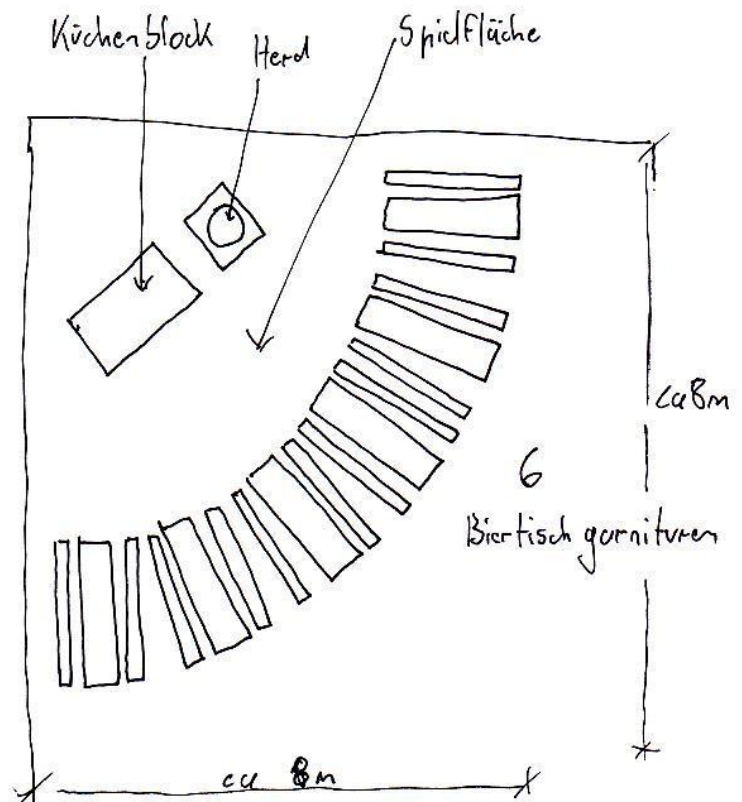 Küchenblock
Herd
Spielfläche
ca 8m
6
Biertischgarnituren
ca 8m